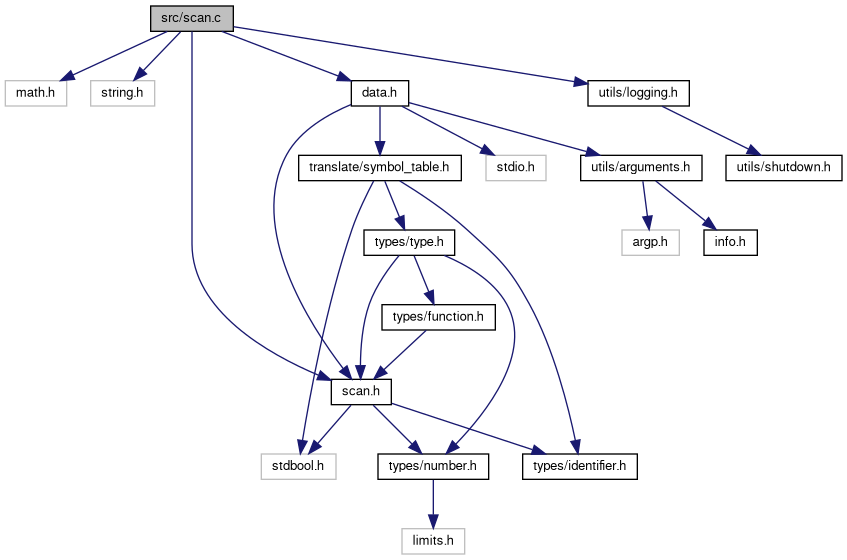 src/scan.c
math.h
string.h
data.h
utils/logging.h
translate/symbol_table.h
stdio.h
utils/arguments.h
utils/shutdown.h
types/type.h
argp.h
info.h
types/function.h
scan.h
stdbool.h
types/number.h
types/identifier.h
limits.h